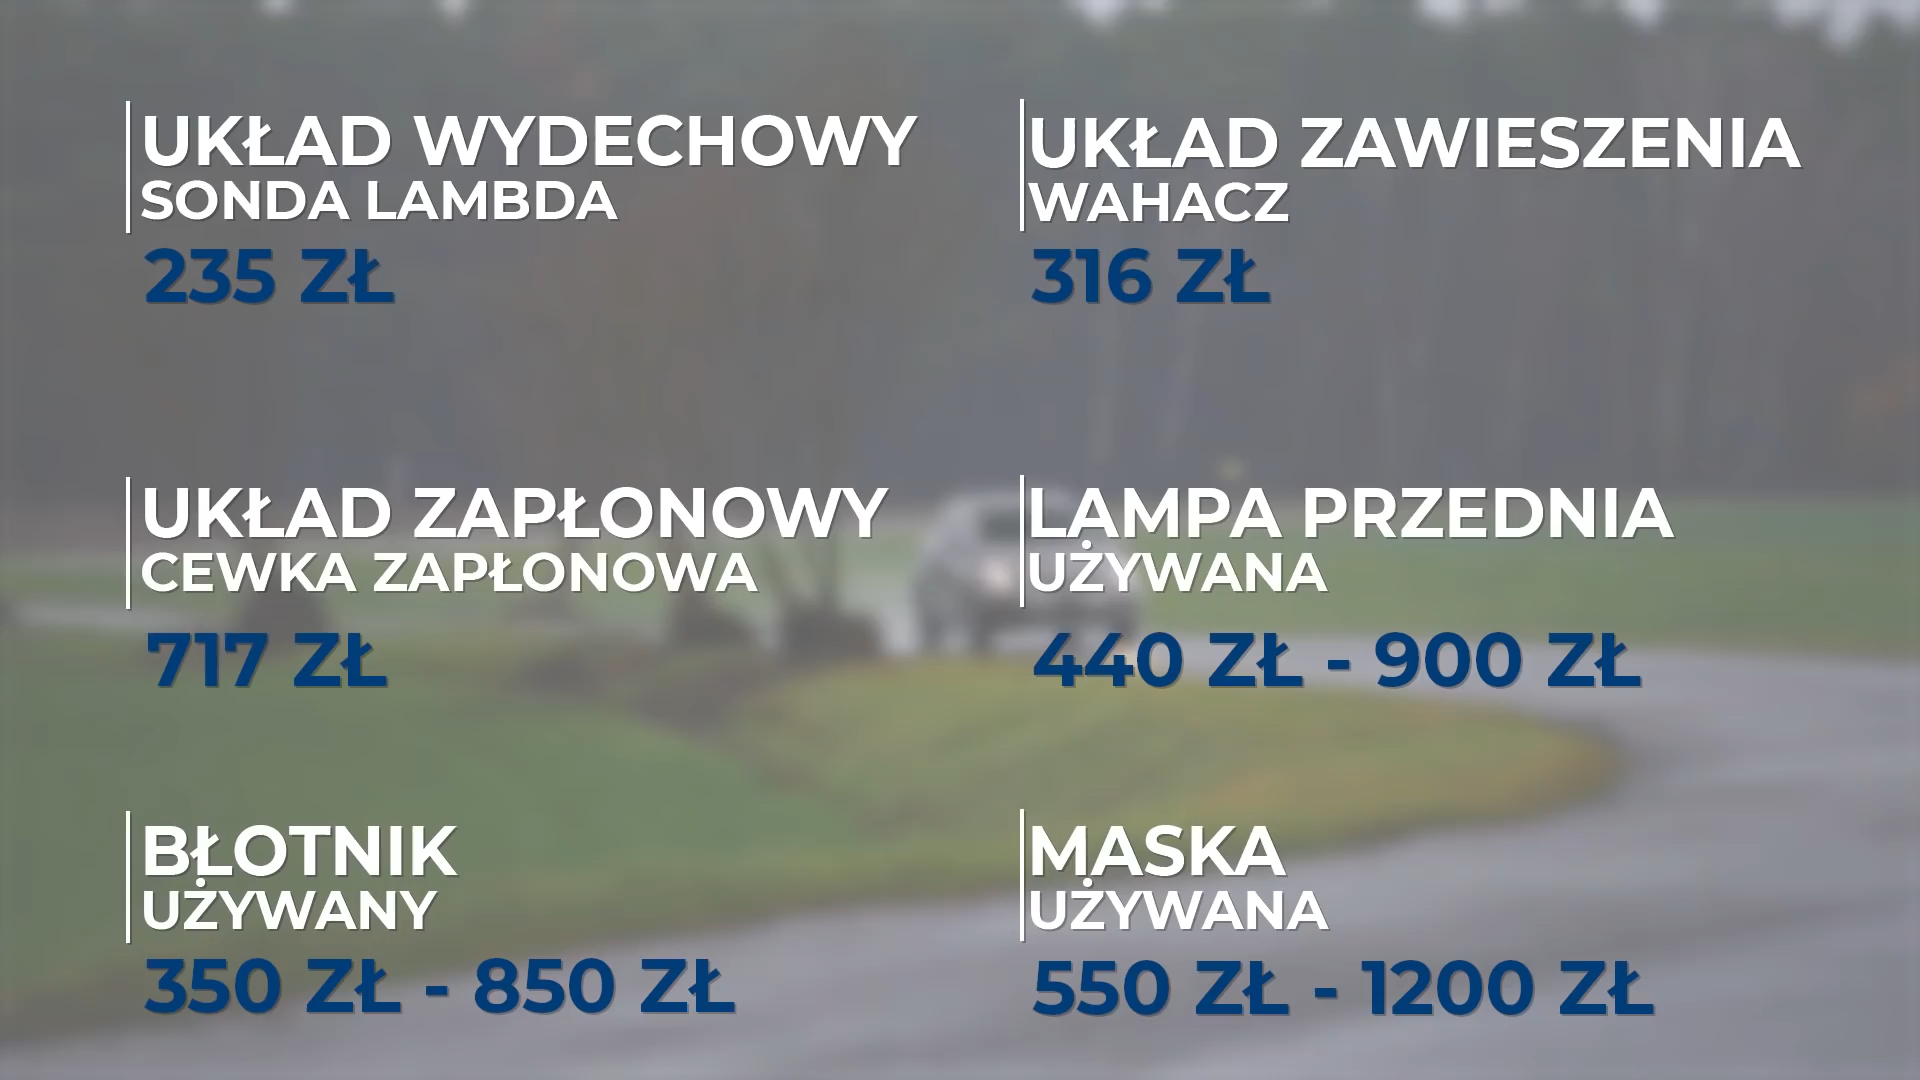 UKŁAD WYDECHOWY
SONDA LAMBDA
235 ZŁ
UKŁAD ZAWIESZENIA
WAHACZ
316 ZŁ
UKŁAD ZAPŁONOWY
CEWKA ZAPŁONOWA
717 ZŁ
LAMPA PRZEDNIA
UŻYWANA
440 ZŁ - 900 ZŁ
BŁOTNIK
UŻYWANY
350 ZŁ - 850 ZŁ
MASKA
UŻYWANA
550 ZŁ - 1200 ZŁ